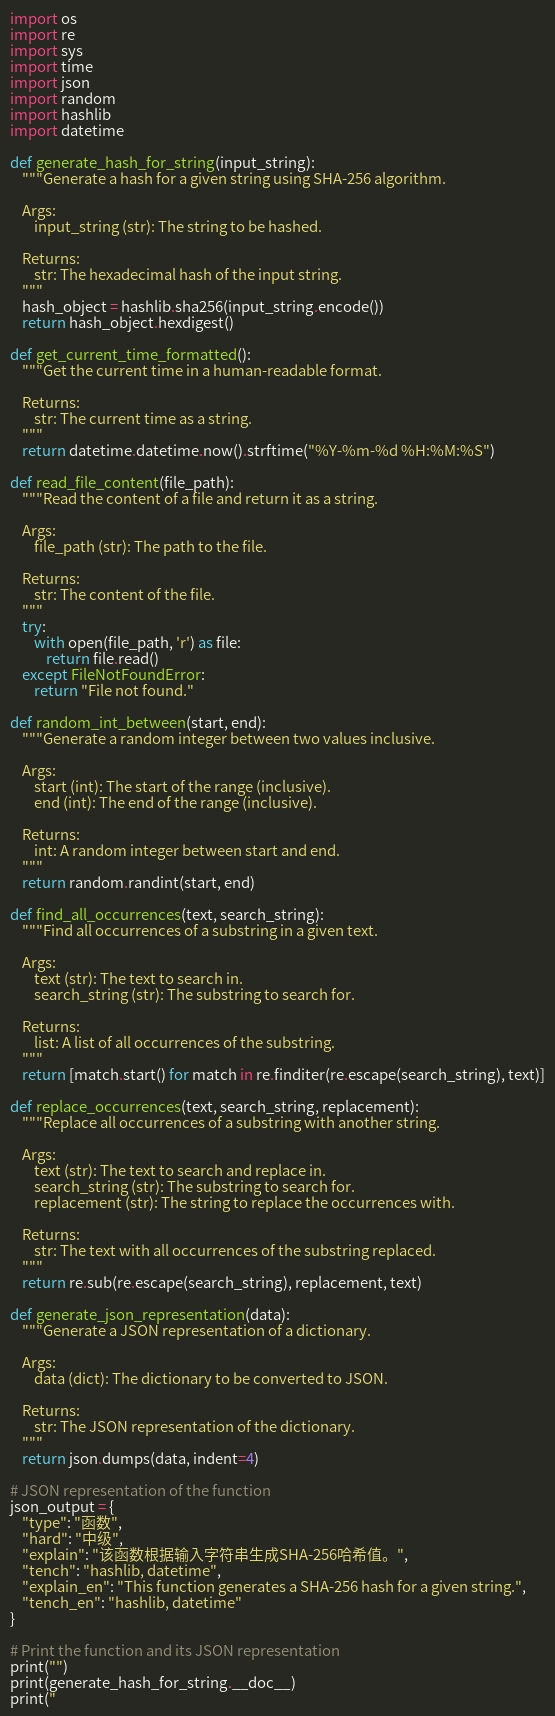 import os
import re
import sys
import time
import json
import random
import hashlib
import datetime

def generate_hash_for_string(input_string):
    """Generate a hash for a given string using SHA-256 algorithm.

    Args:
        input_string (str): The string to be hashed.

    Returns:
        str: The hexadecimal hash of the input string.
    """
    hash_object = hashlib.sha256(input_string.encode())
    return hash_object.hexdigest()

def get_current_time_formatted():
    """Get the current time in a human-readable format.

    Returns:
        str: The current time as a string.
    """
    return datetime.datetime.now().strftime("%Y-%m-%d %H:%M:%S")

def read_file_content(file_path):
    """Read the content of a file and return it as a string.

    Args:
        file_path (str): The path to the file.

    Returns:
        str: The content of the file.
    """
    try:
        with open(file_path, 'r') as file:
            return file.read()
    except FileNotFoundError:
        return "File not found."

def random_int_between(start, end):
    """Generate a random integer between two values inclusive.

    Args:
        start (int): The start of the range (inclusive).
        end (int): The end of the range (inclusive).

    Returns:
        int: A random integer between start and end.
    """
    return random.randint(start, end)

def find_all_occurrences(text, search_string):
    """Find all occurrences of a substring in a given text.

    Args:
        text (str): The text to search in.
        search_string (str): The substring to search for.

    Returns:
        list: A list of all occurrences of the substring.
    """
    return [match.start() for match in re.finditer(re.escape(search_string), text)]

def replace_occurrences(text, search_string, replacement):
    """Replace all occurrences of a substring with another string.

    Args:
        text (str): The text to search and replace in.
        search_string (str): The substring to search for.
        replacement (str): The string to replace the occurrences with.

    Returns:
        str: The text with all occurrences of the substring replaced.
    """
    return re.sub(re.escape(search_string), replacement, text)

def generate_json_representation(data):
    """Generate a JSON representation of a dictionary.

    Args:
        data (dict): The dictionary to be converted to JSON.

    Returns:
        str: The JSON representation of the dictionary.
    """
    return json.dumps(data, indent=4)

# JSON representation of the function
json_output = {
    "type": "函数",
    "hard": "中级",
    "explain": "该函数根据输入字符串生成SHA-256哈希值。",
    "tench": "hashlib, datetime",
    "explain_en": "This function generates a SHA-256 hash for a given string.",
    "tench_en": "hashlib, datetime"
}

# Print the function and its JSON representation
print("")
print(generate_hash_for_string.__doc__)
print("